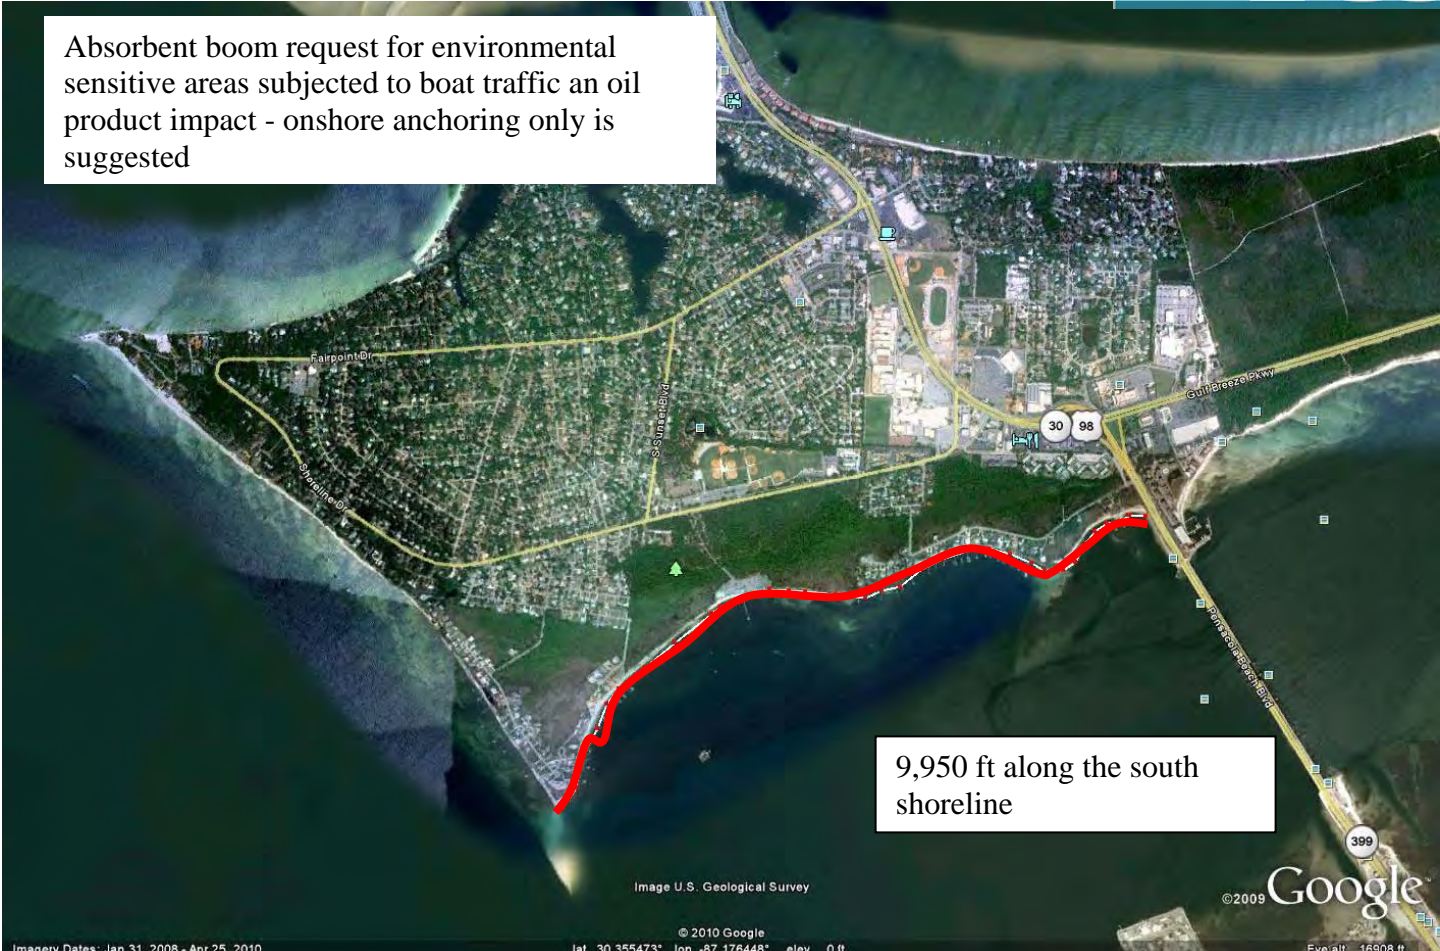 Absorbent boom request for environmental
sensitive areas subjected to boat traffic an oil
product impact - onshore anchoring only is
suggested
Fairpoint Dr
S Sunset Blvd
Shoreline Dr
30
98
Gulf Breeze Pkwy
Pensacola Beach Blvd
9,950 ft along the south
shoreline
399
Image U.S. Geological Survey
©2009 Google
© 2010 Google
Imagery Dates: Jan 31, 2008 - Apr 25, 2010
lat 30.355473° lon -87.176448° elev 0 ft
Eye alt 16908 ft